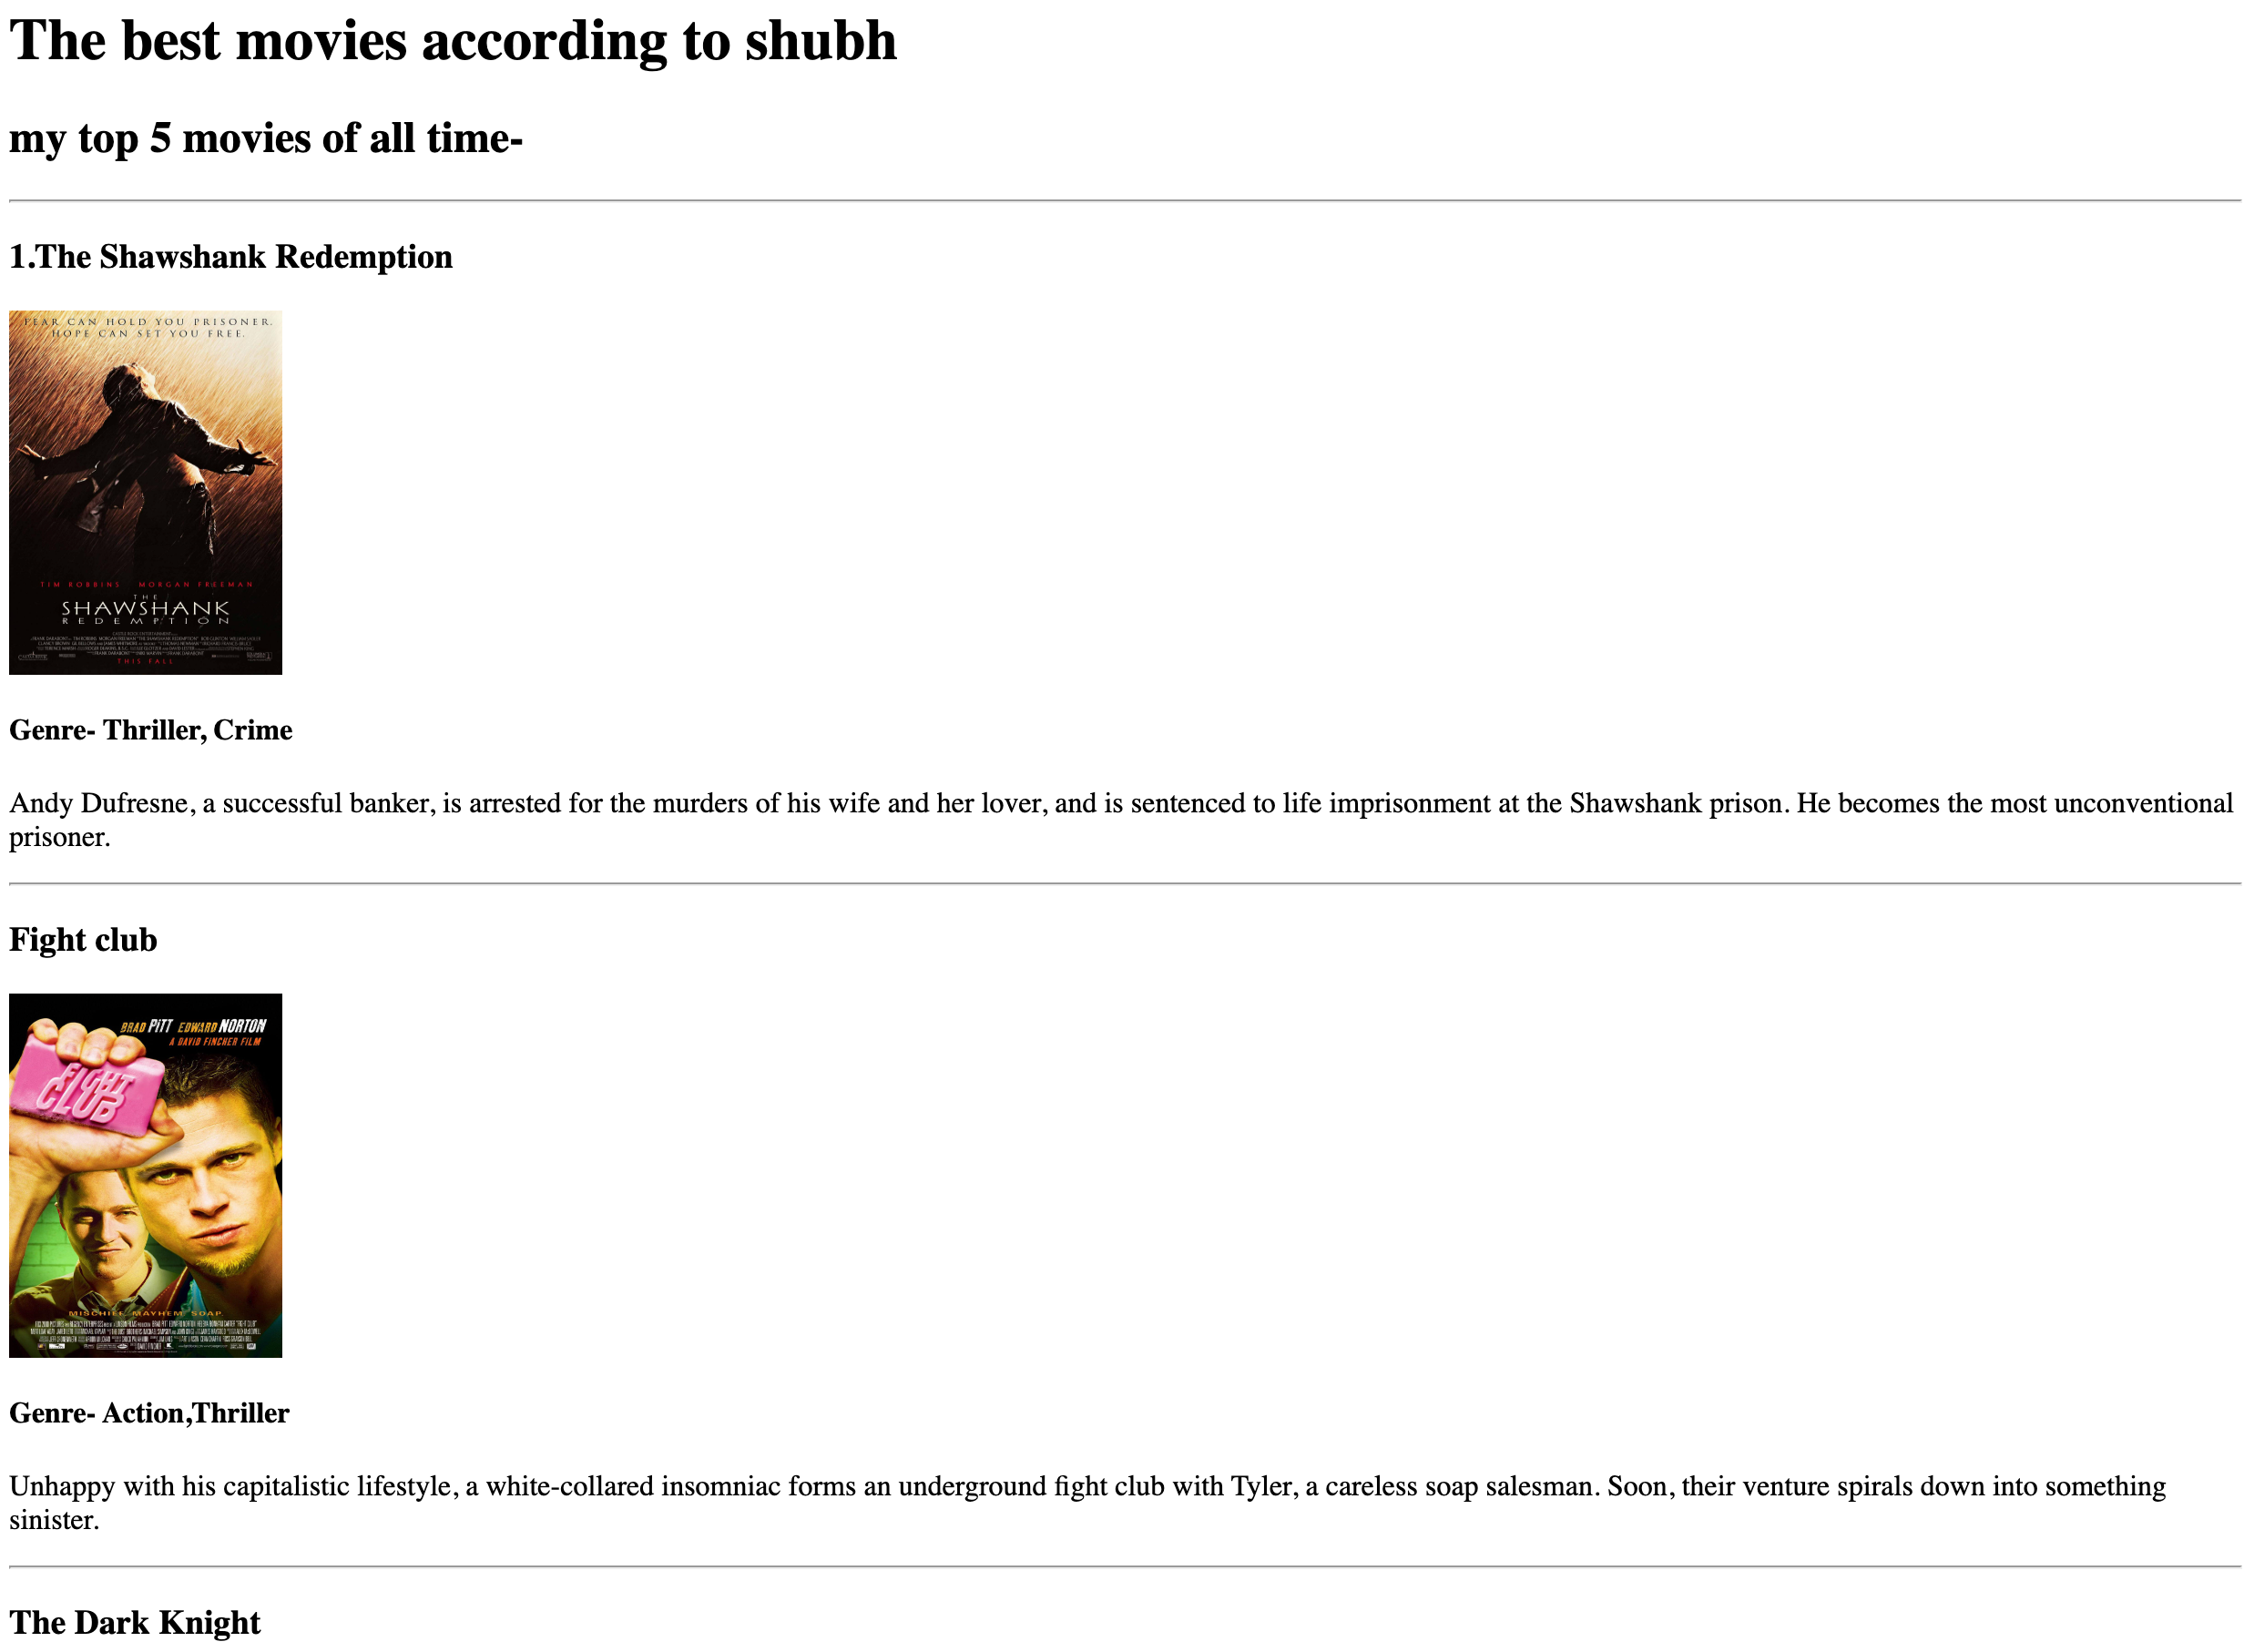 The best movies according to shubh
my top 5 movies of all time-
1.The Shawshank Redemption
FEAR CAN HOLD YOU PRISONER.
HOPE CAN SET YOU FREE.
TIM ROBBINS MORGAN FREEMAN
THE
SHAWSHANK
REDEMPTION
THIS FALL
Genre- Thriller, Crime
Andy Dufresne, a successful banker, is arrested for the murders of his wife and her lover, and is sentenced to life imprisonment at the Shawshank prison. He becomes the most unconventional
prisoner.
Fight club
BRAD PITT EDWARD NORTON
A DAVID FINCHER FILM
FIGHT
CLUB
MISCHIEF. MAYHEM. SOAP.
Genre- Action,Thriller
Unhappy with his capitalistic lifestyle, a white-collared insomniac forms an underground fight club with Tyler, a careless soap salesman. Soon, their venture spirals down into something
sinister.
The Dark Knight